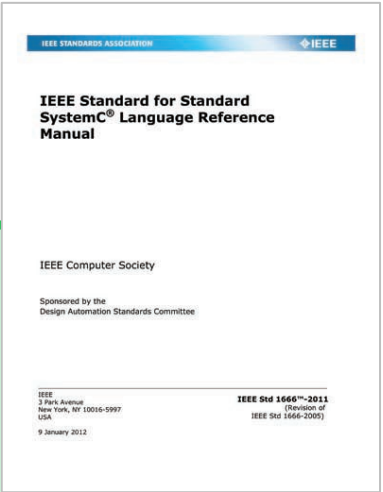 IEEE STANDARDS ASSOCIATION
IEEE
IEEE Standard for Standard
SystemC® Language Reference
Manual
IEEE Computer Society
Sponsored by the
Design Automation Standards Committee
IEEE
3 Park Avenue
New York, NY 10016-5997
USA
9 January 2012
IEEE Std 1666™-2011
(Revision of
IEEE Std 1666-2005)